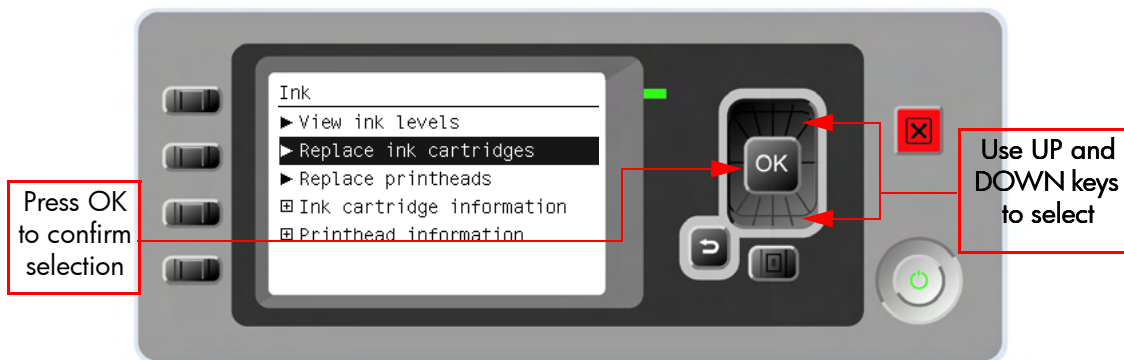 Ink
View ink levels
Replace ink cartridges
Replace printheads
Ink cartridge information
Printhead information
OK
Press OK
to confirm
selection
Use UP and
DOWN keys
to select